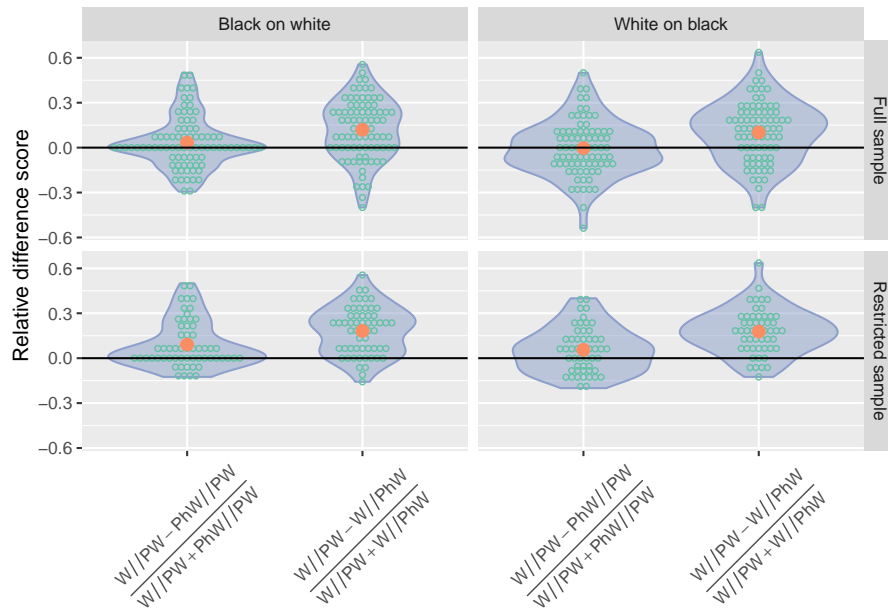 Black on white
White on black
Relative difference score
0.6
0.3
0.0
−0.3
−0.6
Full sample
0.6
0.3
0.0
−0.3
−0.6
Restricted sample
W//PW − PhW//PW
W//PW + PhW//PW
W//PW − W//PhW
W//PW + W//PhW
W//PW − PhW//PW
W//PW + PhW//PW
W//PW − W//PhW
W//PW + W//PhW